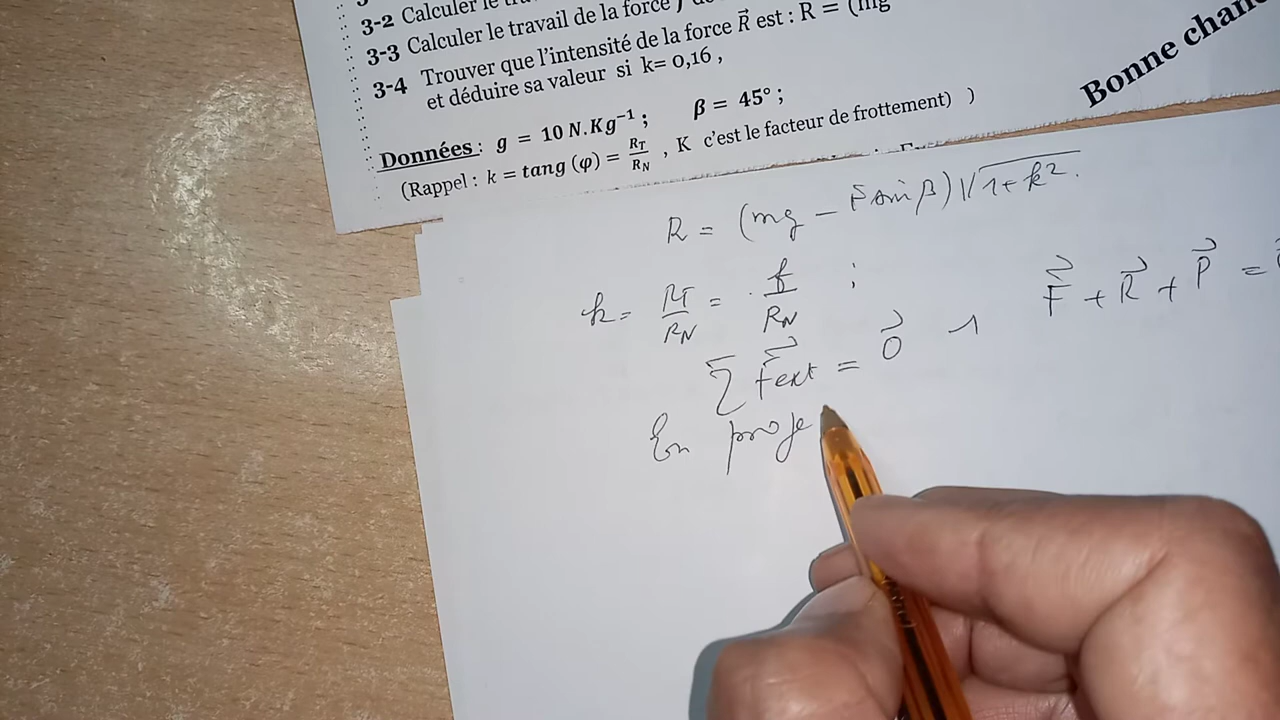 3-2 Calculer le
3-3 Calculer le travail de la force
3-4 Trouver que l'intensité de la force R⃗ est : R = (mg
et déduire sa valeur si k= 0,16 ,
Bonne chan
Données : g = 10 N.Kg⁻¹ ; β = 45° ;
(Rappel : k = tang (φ) = R_T/R_N , K c'est le facteur de frottement) )
R = (mg - F sin β) √1+k².
k = R_T/R_N = f/R_N ;
F⃗ + R⃗ + P⃗ =
Σ F⃗ext = 0⃗
En proje